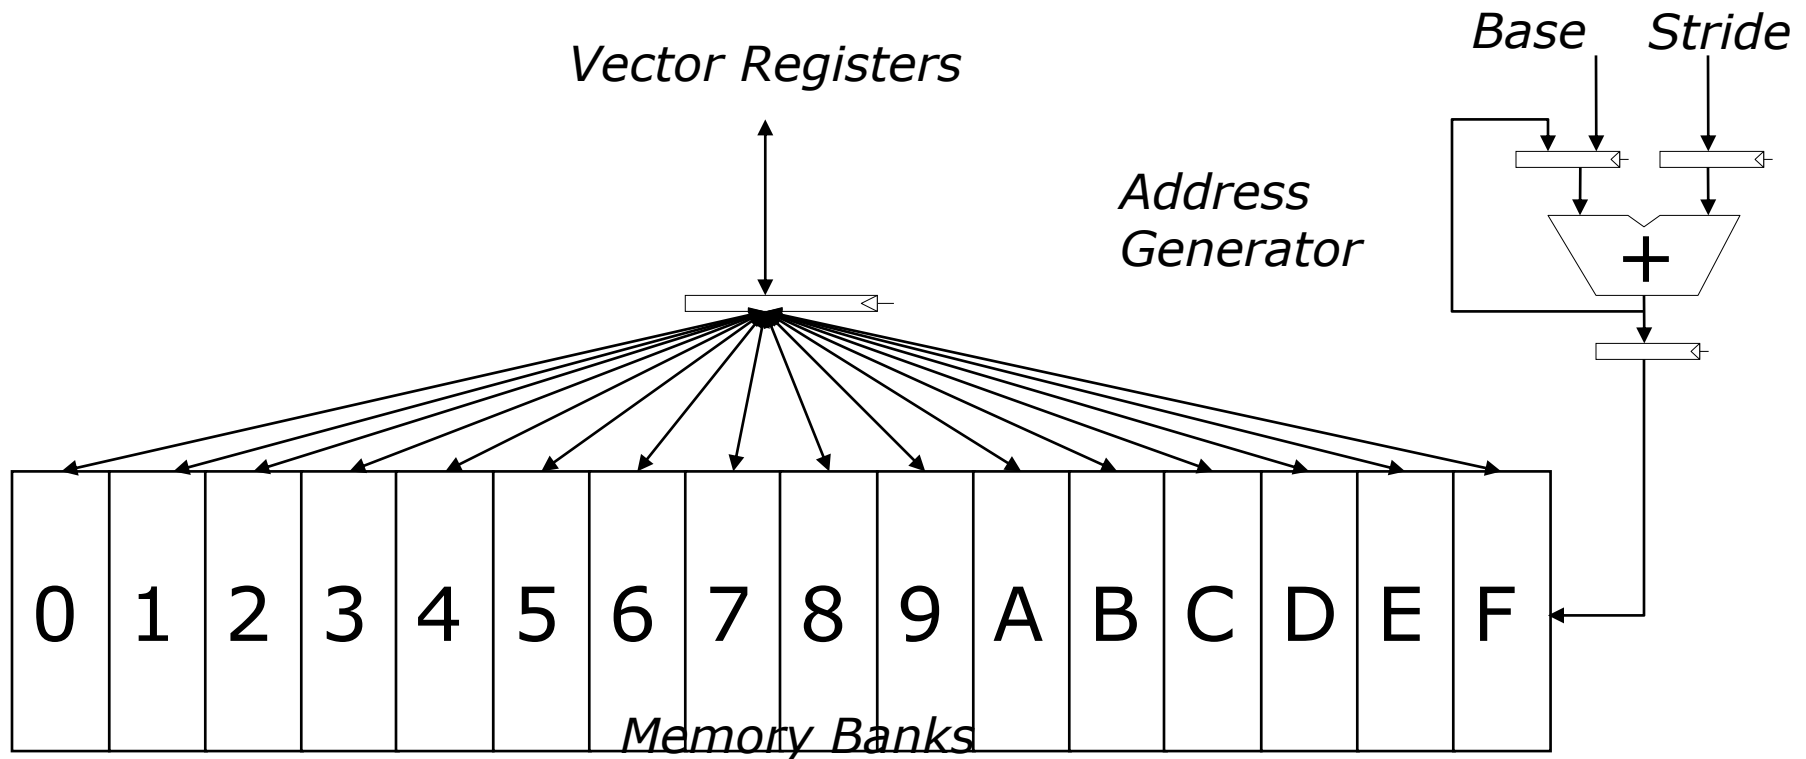 Base Stride
Vector Registers
Address
Generator
+
0 1 2 3 4 5 6 7 8 9 A B C D E F
Memory Banks